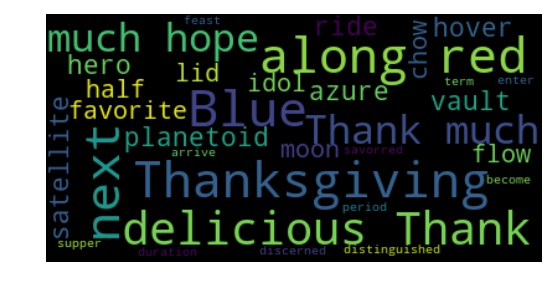 feast
much hope
ride
chow
hover
along red
hero
lid
half
idol
azure
term
enter
favorite
Blue
vault
satellite
next
planetoid
Thank much
moon
savorred
flow
arrive
Thanksgiving
become
period
delicious Thank
supper
duration
discerned
distinguished